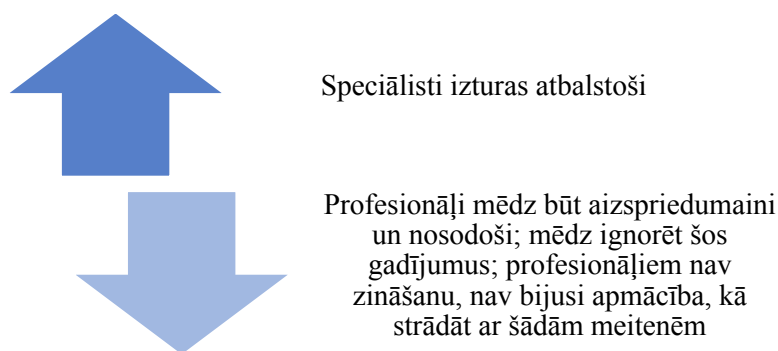 Speciālisti izturas atbalstoši
Profesionāļi mēdz būt aizspriedumaini
un nosodoši; mēdz ignorēt šos
gadījumus; profesionāļiem nav
zināšanu, nav bijusi apmācība, kā
strādāt ar šādām meitenēm